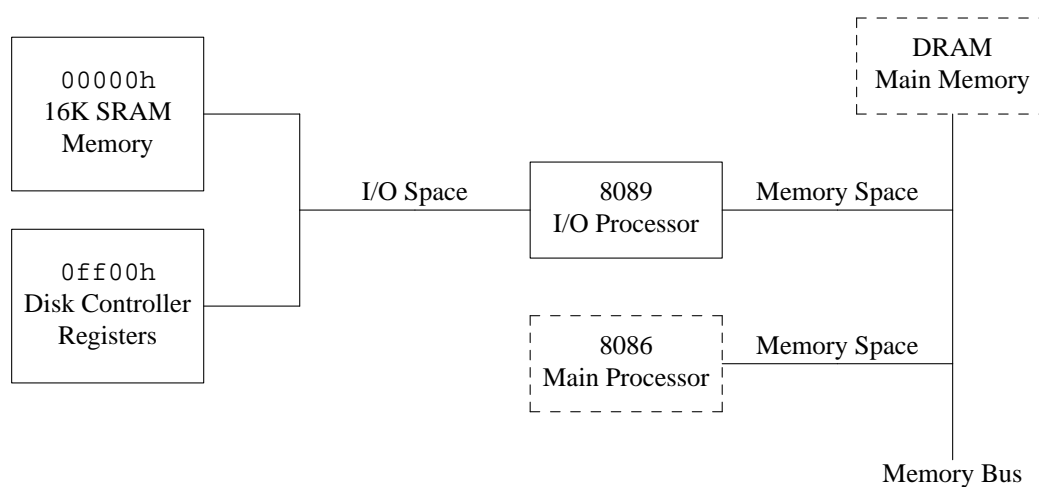 00000h
16K SRAM
Memory
0ff00h
Disk Controller
Registers
I/O Space
8089
I/O Processor
Memory Space
DRAM
Main Memory
8086
Main Processor
Memory Space
Memory Bus